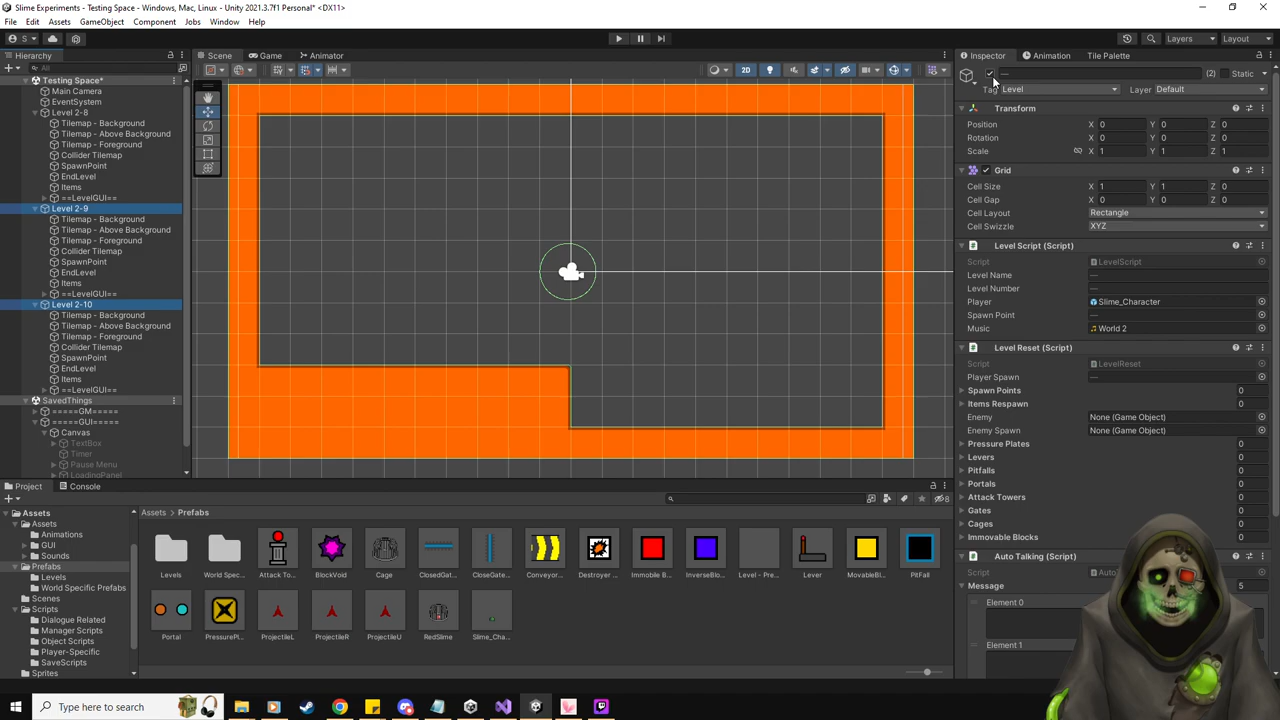 Slime Experiments - Testing Space - Windows, Mac, Linux - Unity 2021.3.7f1 Personal* <DX11>
File Edit Assets GameObject Component Jobs Window Help
S Layers Layout
Hierarchy Scene Game Animator Inspector Animation Tile Palette
All
2D
(2) Static
Tag Level Layer Default
Testing Space*
Main Camera
EventSystem
Level 2-8
Tilemap - Background
Tilemap - Above Background
Tilemap - Foreground
Collider Tilemap
SpawnPoint
EndLevel
Items
==LevelGUI==
Level 2-9
Tilemap - Background
Tilemap - Above Background
Tilemap - Foreground
Collider Tilemap
SpawnPoint
EndLevel
Items
==LevelGUI==
Level 2-10
Tilemap - Background
Tilemap - Above Background
Tilemap - Foreground
Collider Tilemap
SpawnPoint
EndLevel
Items
==LevelGUI==
SavedThings
=====GM=====
=====GUI=====
Canvas
TextBox
Timer
Pause Menu
LoadingPanel
Transform
Position X 0 Y 0 Z 0
Rotation X 0 Y 0 Z 0
Scale X 1 Y 1 Z 1
Grid
Cell Size X 1 Y 1 Z 0
Cell Gap X 0 Y 0 Z 0
Cell Layout Rectangle
Cell Swizzle XYZ
Level Script (Script)
Script LevelScript
Level Name —
Level Number —
Player Slime_Character
Spawn Point —
Music World 2
Level Reset (Script)
Script LevelReset
Player Spawn —
Spawn Points 0
Items Respawn 0
Enemy None (Game Object)
Enemy Spawn None (Game Object)
Pressure Plates 0
Levers 0
Pitfalls 0
Portals 0
Attack Towers 0
Gates 0
Cages 0
Immovable Blocks 0
Auto Talking (Script)
Script
Message 5
Element 0
Element 1
Project Console
8
Assets
Assets
Animations
GUI
Sounds
Prefabs
Levels
World Specific Prefabs
Scenes
Scripts
Dialogue Related
Manager Scripts
Object Scripts
Player-Specific
SaveScripts
Sprites
Assets > Prefabs
Levels World Spec... Attack To... BlockVoid Cage ClosedGat... CloseGate... Conveyor... Destroyer ... Immobile B... InverseBlo... Level - Pre... Lever MovableBl... PitFall
Portal PressurePl... ProjectileL ProjectileR ProjectileU RedSlime Slime_Cha...
Type here to search